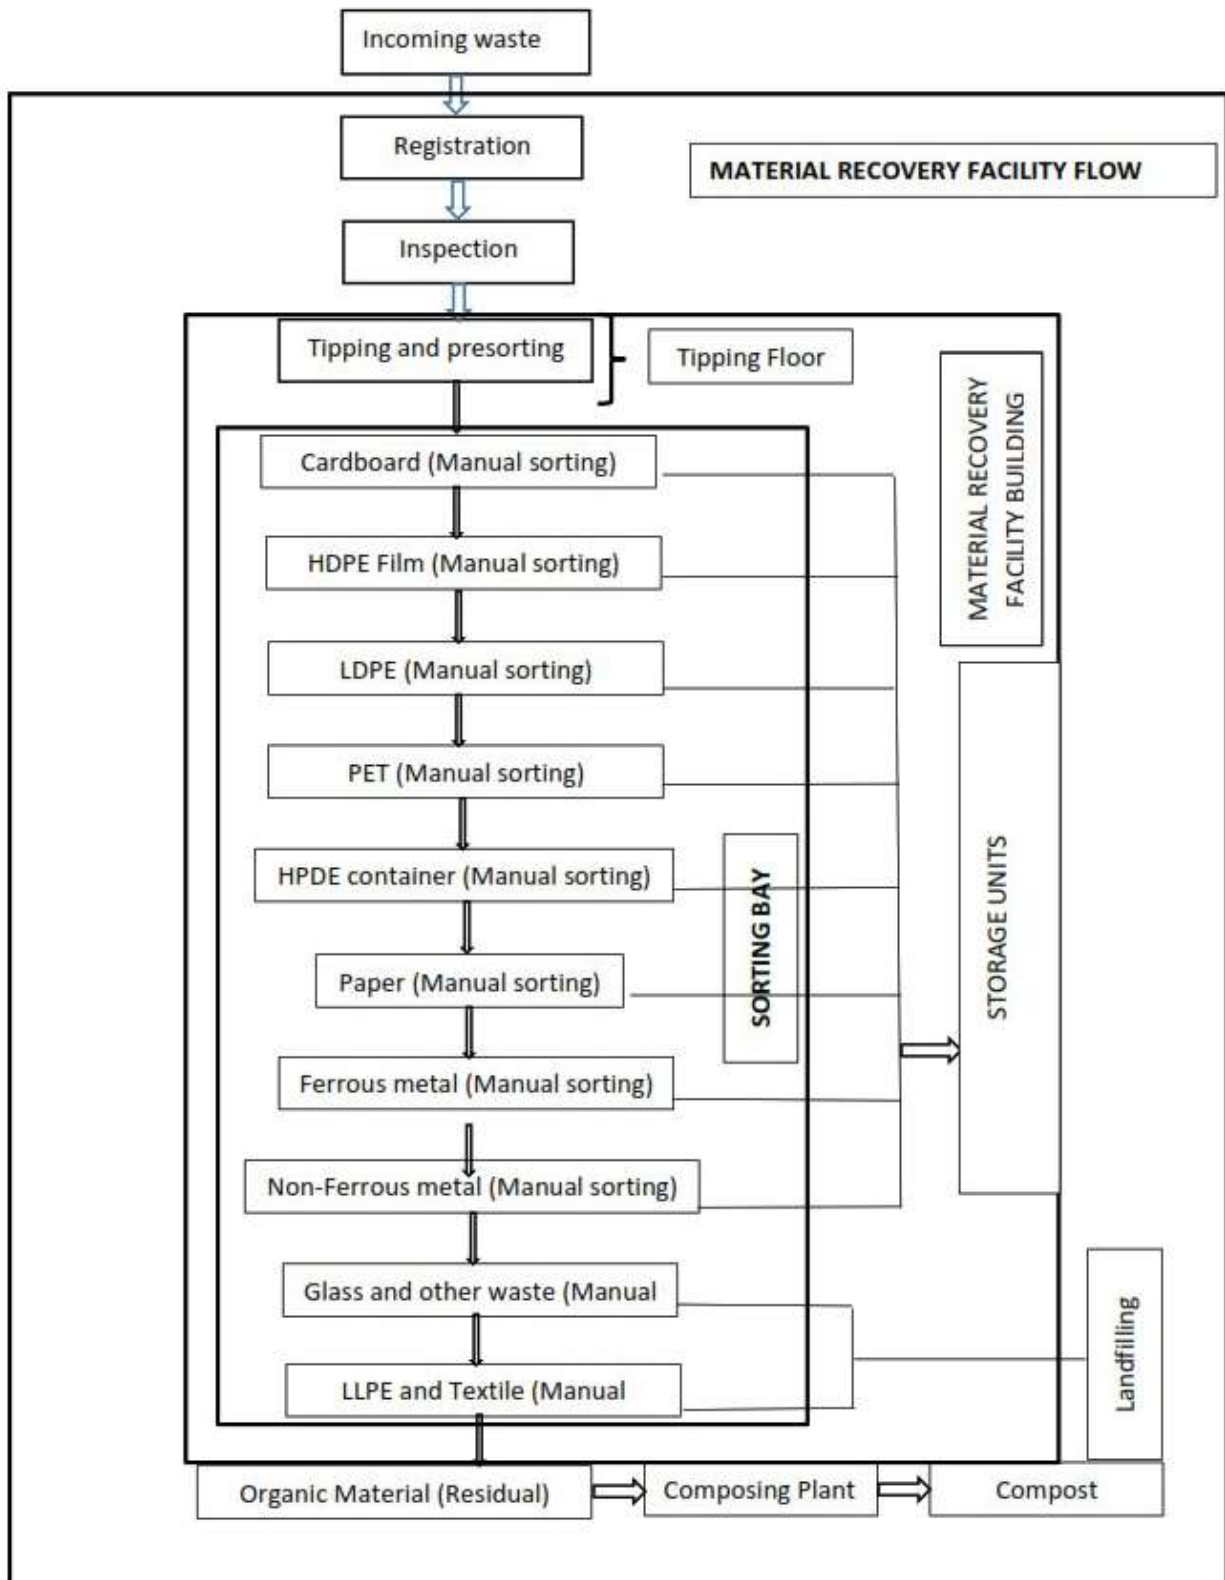 Incoming waste
Registration
MATERIAL RECOVERY FACILITY FLOW
Inspection
Tipping and presorting
Tipping Floor
MATERIAL RECOVERY
FACILITY BUILDING
Cardboard (Manual sorting)
HDPE Film (Manual sorting)
LDPE (Manual sorting)
PET (Manual sorting)
HPDE container (Manual sorting)
SORTING BAY
STORAGE UNITS
Paper (Manual sorting)
Ferrous metal (Manual sorting)
Non-Ferrous metal (Manual sorting)
Glass and other waste (Manual
LLPE and Textile (Manual
Landfilling
Organic Material (Residual)
Composing Plant
Compost